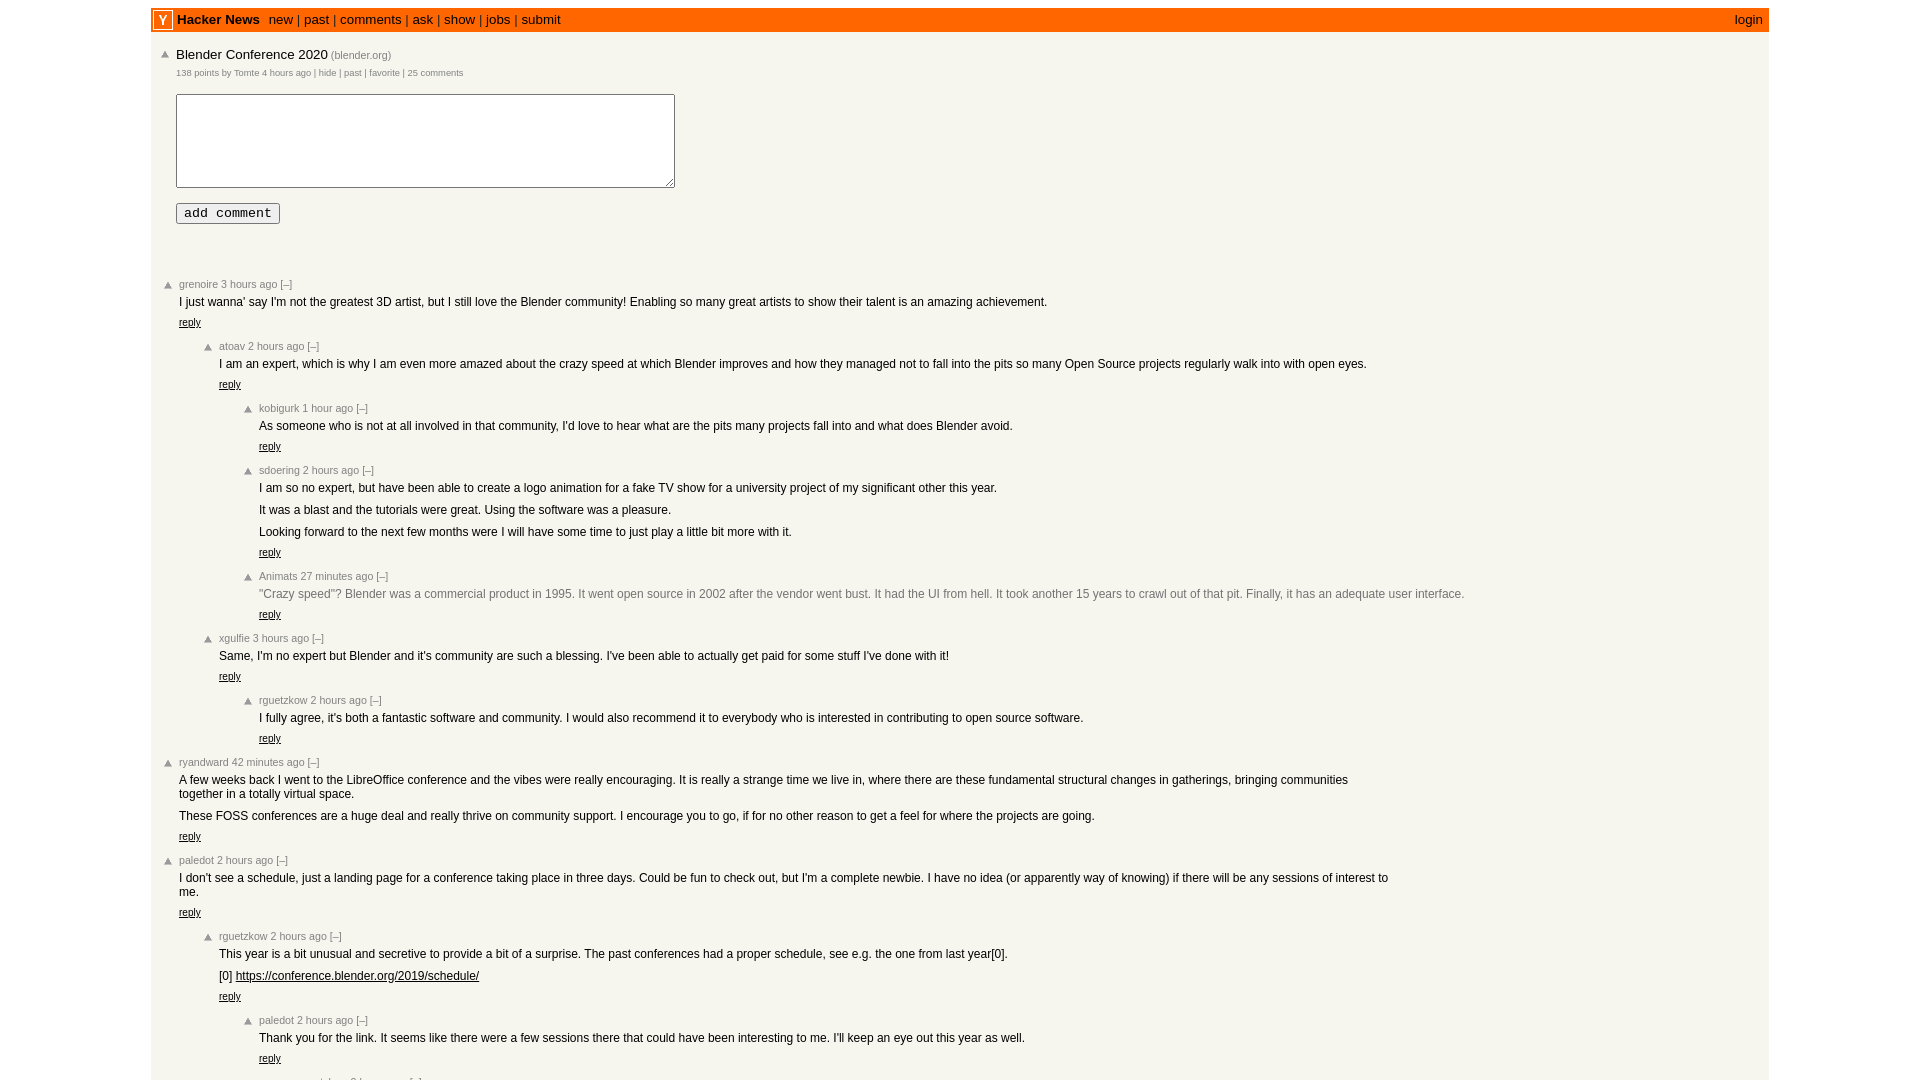 Y Hacker News new | past | comments | ask | show | jobs | submit login
Blender Conference 2020 (blender.org)
138 points by Tomte 4 hours ago | hide | past | favorite | 25 comments
add comment
grenoire 3 hours ago [–]
I just wanna' say I'm not the greatest 3D artist, but I still love the Blender community! Enabling so many great artists to show their talent is an amazing achievement.
reply
atoav 2 hours ago [–]
I am an expert, which is why I am even more amazed about the crazy speed at which Blender improves and how they managed not to fall into the pits so many Open Source projects regularly walk into with open eyes.
reply
kobigurk 1 hour ago [–]
As someone who is not at all involved in that community, I'd love to hear what are the pits many projects fall into and what does Blender avoid.
reply
sdoering 2 hours ago [–]
I am so no expert, but have been able to create a logo animation for a fake TV show for a university project of my significant other this year.
It was a blast and the tutorials were great. Using the software was a pleasure.
Looking forward to the next few months were I will have some time to just play a little bit more with it.
reply
Animats 27 minutes ago [–]
"Crazy speed"? Blender was a commercial product in 1995. It went open source in 2002 after the vendor went bust. It had the UI from hell. It took another 15 years to crawl out of that pit. Finally, it has an adequate user interface.
reply
xgulfie 3 hours ago [–]
Same, I'm no expert but Blender and it's community are such a blessing. I've been able to actually get paid for some stuff I've done with it!
reply
rguetzkow 2 hours ago [–]
I fully agree, it's both a fantastic software and community. I would also recommend it to everybody who is interested in contributing to open source software.
reply
ryandward 42 minutes ago [–]
A few weeks back I went to the LibreOffice conference and the vibes were really encouraging. It is really a strange time we live in, where there are these fundamental structural changes in gatherings, bringing communities
together in a totally virtual space.
These FOSS conferences are a huge deal and really thrive on community support. I encourage you to go, if for no other reason to get a feel for where the projects are going.
reply
paledot 2 hours ago [–]
I don't see a schedule, just a landing page for a conference taking place in three days. Could be fun to check out, but I'm a complete newbie. I have no idea (or apparently way of knowing) if there will be any sessions of interest to
me.
reply
rguetzkow 2 hours ago [–]
This year is a bit unusual and secretive to provide a bit of a surprise. The past conferences had a proper schedule, see e.g. the one from last year[0].
[0] https://conference.blender.org/2019/schedule/
reply
paledot 2 hours ago [–]
Thank you for the link. It seems like there were a few sessions there that could have been interesting to me. I'll keep an eye out this year as well.
reply